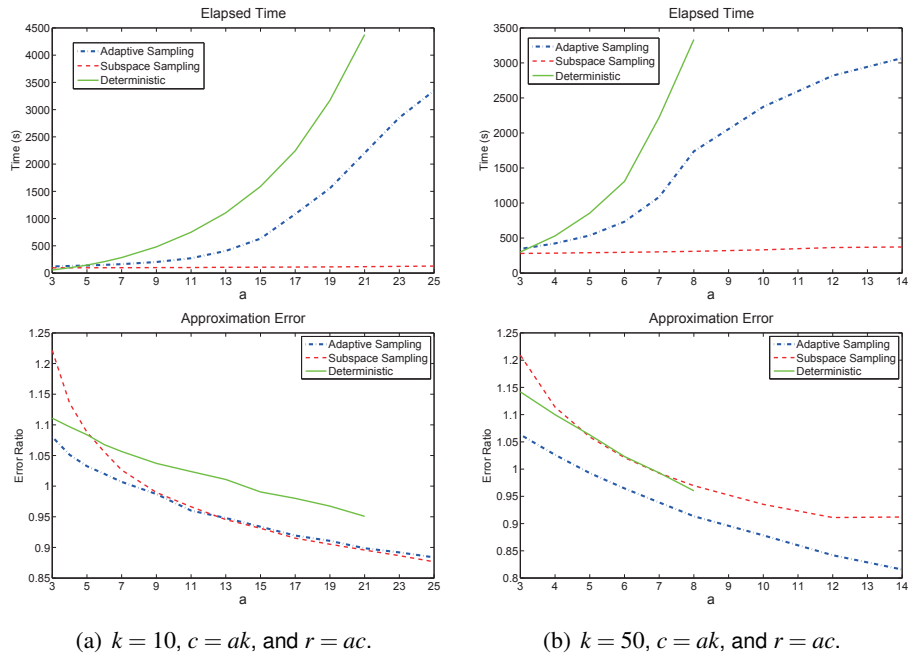 Elapsed Time
4500
4000
3500
3000
2500
2000
1500
1000
500
0
Time (s)
Adaptive Sampling
Subspace Sampling
Deterministic
3 5 7 9 11 13 15 17 19 21 23 25
a
Elapsed Time
3500
3000
2500
2000
1500
1000
500
0
Time (s)
Adaptive Sampling
Subspace Sampling
Deterministic
3 4 5 6 7 8 9 10 11 12 13 14
a
Approximation Error
1.25
1.2
1.15
1.1
1.05
1
0.95
0.9
0.85
Error Ratio
Adaptive Sampling
Subspace Sampling
Deterministic
3 5 7 9 11 13 15 17 19 21 23 25
a
Approximation Error
1.25
1.2
1.15
1.1
1.05
1
0.95
0.9
0.85
0.8
Error Ratio
Adaptive Sampling
Subspace Sampling
Deterministic
3 4 5 6 7 8 9 10 11 12 13 14
a
(a) k = 10, c = ak, and r = ac.
(b) k = 50, c = ak, and r = ac.